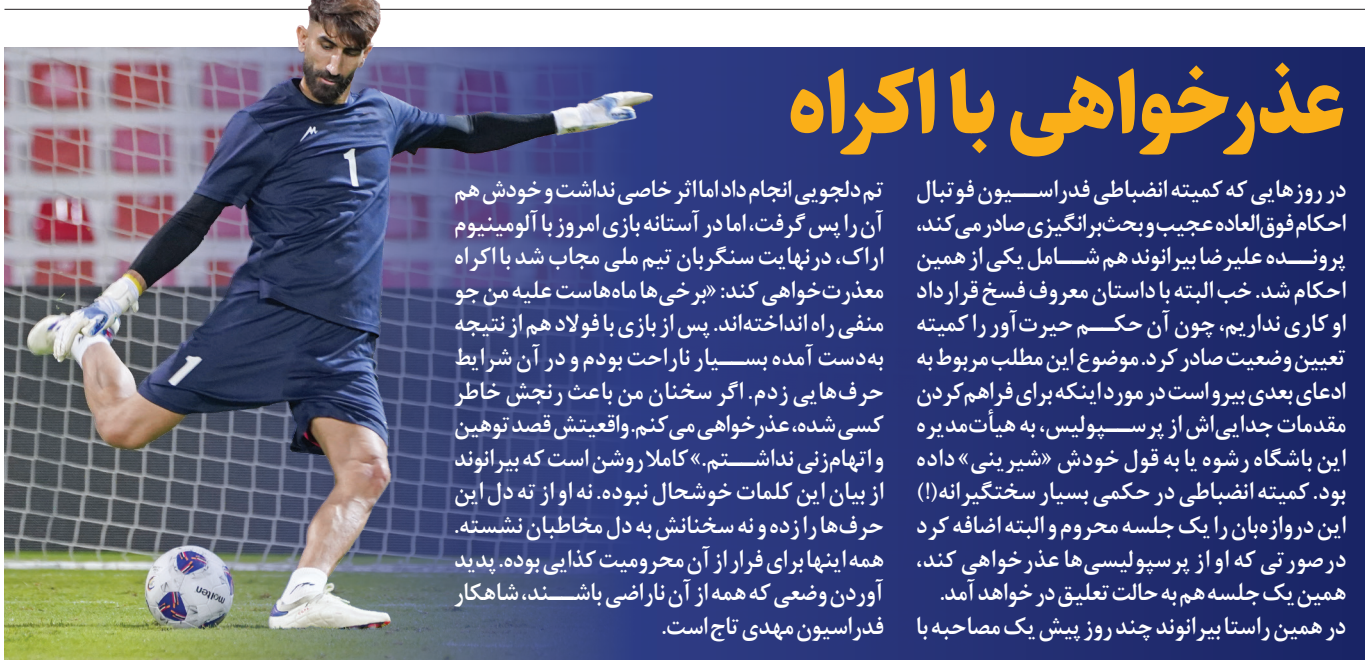 عذرخواهی با اکراه
در روزهایی که کمیته انضباطی فدراسیون فوتبال
احکام فوق‌العاده عجیب و بحث‌برانگیزی صادر می‌کند،
پرونده علیرضا بیرانوند هم شامل یکی از همین
احکام شد. خب البته با داستان معروف فسخ قرارداد
او کاری نداریم، چون آن حکم حیرت‌آور را کمیته
تعیین وضعیت صادر کرد. موضوع این مطلب مربوط به
ادعای بعدی بیرو است در مورد اینکه برای فراهم کردن
مقدمات جدایی‌اش از پرسپولیس، به هیأت‌مدیره
این باشگاه رشوه یا به قول خودش «شیرینی» داده
بود. کمیته انضباطی در حکمی بسیار سختگیرانه(!)
این دروازه‌بان را یک جلسه محروم و البته اضافه کرد
درصورتی که او از پرسپولیسی‌ها عذرخواهی کند،
همین یک جلسه هم به حالت تعلیق در خواهد آمد.
در همین راستا بیرانوند چند روز پیش یک مصاحبه با
تم دلجویی انجام داد اما اثر خاصی نداشت و خودش هم
آن را پس گرفت، اما در آستانه بازی امروز با آلومینیوم
اراک، درنهایت سنگربان تیم ملی مجاب شد با اکراه
معذرت‌خواهی کند: «برخی‌ها ماه‌هاست علیه من جو
منفی راه انداخته‌اند. پس از بازی با فولاد هم از نتیجه
به‌دست آمده بسیار ناراحت بودم و در آن شرایط
حرف‌هایی زدم. اگر سخنان من باعث رنجش خاطر
کسی شده، عذرخواهی می‌کنم. واقعیتش قصد توهین
و اتهام‌زنی نداشتم.» کاملا روشن است که بیرانوند
از بیان این کلمات خوشحال نبوده. نه او از ته دل این
حرف‌ها را زده و نه سخنانش به دل مخاطبان نشسته.
همه اینها برای فرار از آن محرومیت کذایی بوده. پدید
آوردن وضعی که همه از آن ناراضی باشند، شاهکار
فدراسیون مهدی تاج است.
1
1
molten